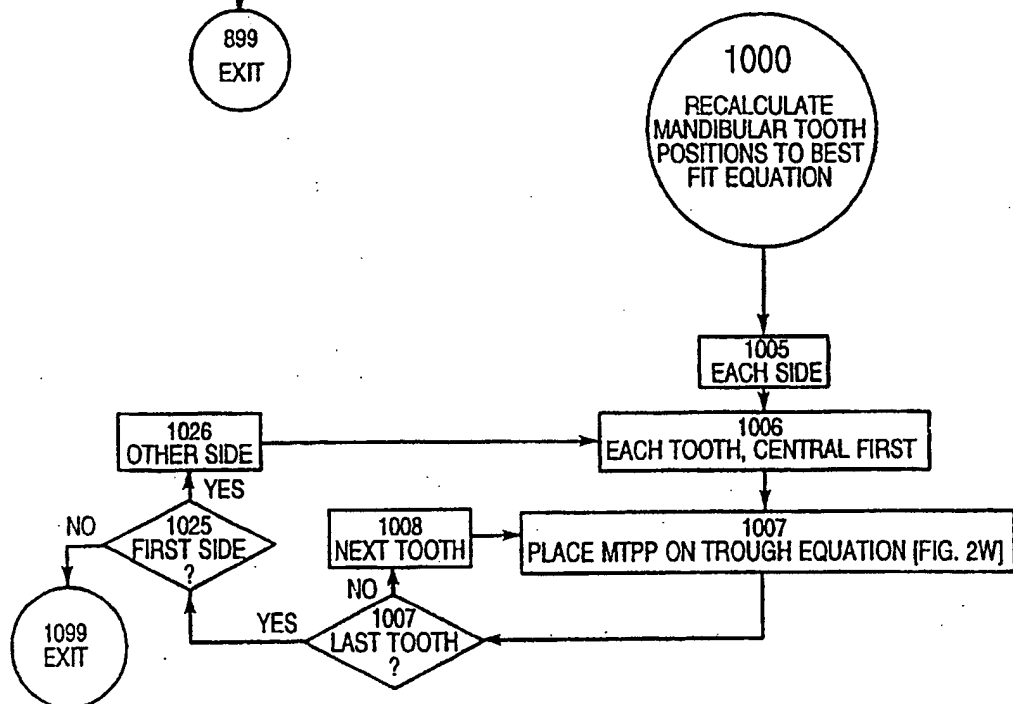 899
EXIT
1000
RECALCULATE
MANDIBULAR TOOTH
POSITIONS TO BEST
FIT EQUATION
1005
EACH SIDE
1006
EACH TOOTH, CENTRAL FIRST
1026
OTHER SIDE
YES
NO
1025
FIRST SIDE
?
1008
NEXT TOOTH
1007
PLACE MTPP ON TROUGH EQUATION [FIG. 2W]
NO
YES
1007
LAST TOOTH
?
1099
EXIT